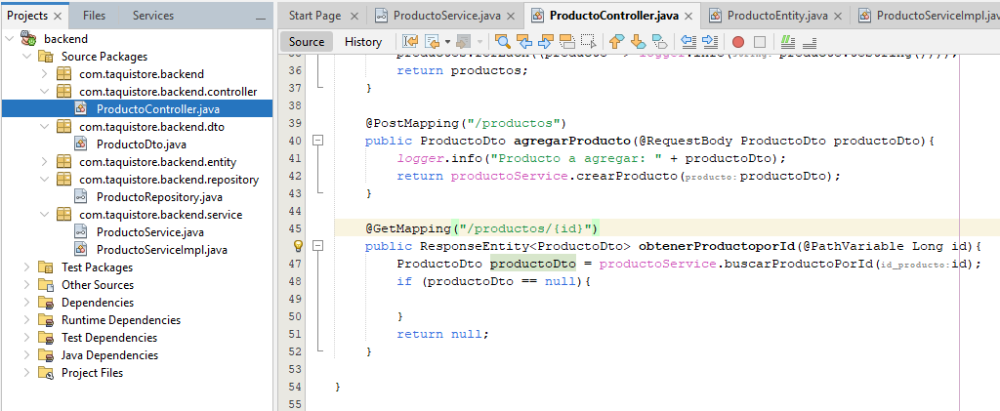 Projects
Files
Services
Start Page
ProductoService.java
ProductoController.java
ProductoEntity.java
ProductoServiceImpl.jav
Source
History
backend
Source Packages
com.taquistore.backend
com.taquistore.backend.controller
ProductoController.java
com.taquistore.backend.dto
ProductoDto.java
com.taquistore.backend.entity
com.taquistore.backend.repository
ProductoRepository.java
com.taquistore.backend.service
ProductoService.java
ProductoServiceImpl.java
Test Packages
Other Sources
Dependencies
Runtime Dependencies
Test Dependencies
Java Dependencies
Project Files
36 return productos;
37 }
38
39 @PostMapping("/productos")
40 public ProductoDto agregarProducto(@RequestBody ProductoDto productoDto){
41 logger.info("Producto a agregar: " + productoDto);
42 return productoService.crearProducto(producto:productoDto);
43 }
44
45 @GetMapping("/productos/{id}")
public ResponseEntity<ProductoDto> obtenerProductoporId(@PathVariable Long id){
47 ProductoDto productoDto = productoService.buscarProductoPorId(id_producto:id);
48 if (productoDto == null){
49
50 }
51 return null;
52 }
53
54 }
55